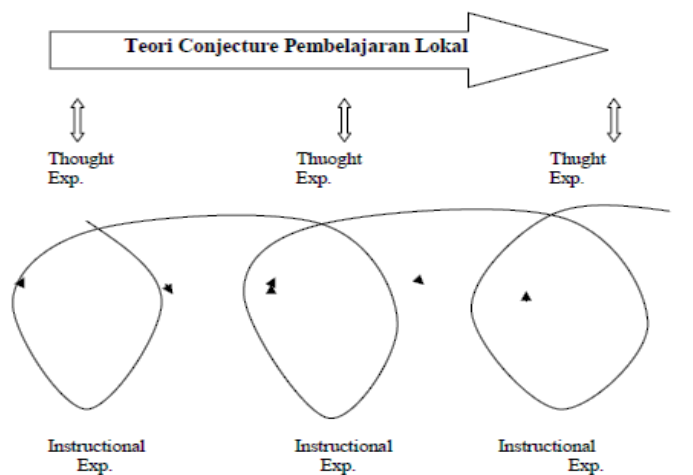 Teori Conjecture Pembelajaran Lokal
Thought
Exp.
Thuoght
Exp.
Thught
Exp.
Instructional
Exp.
Instructional
Exp.
Instructional
Exp.